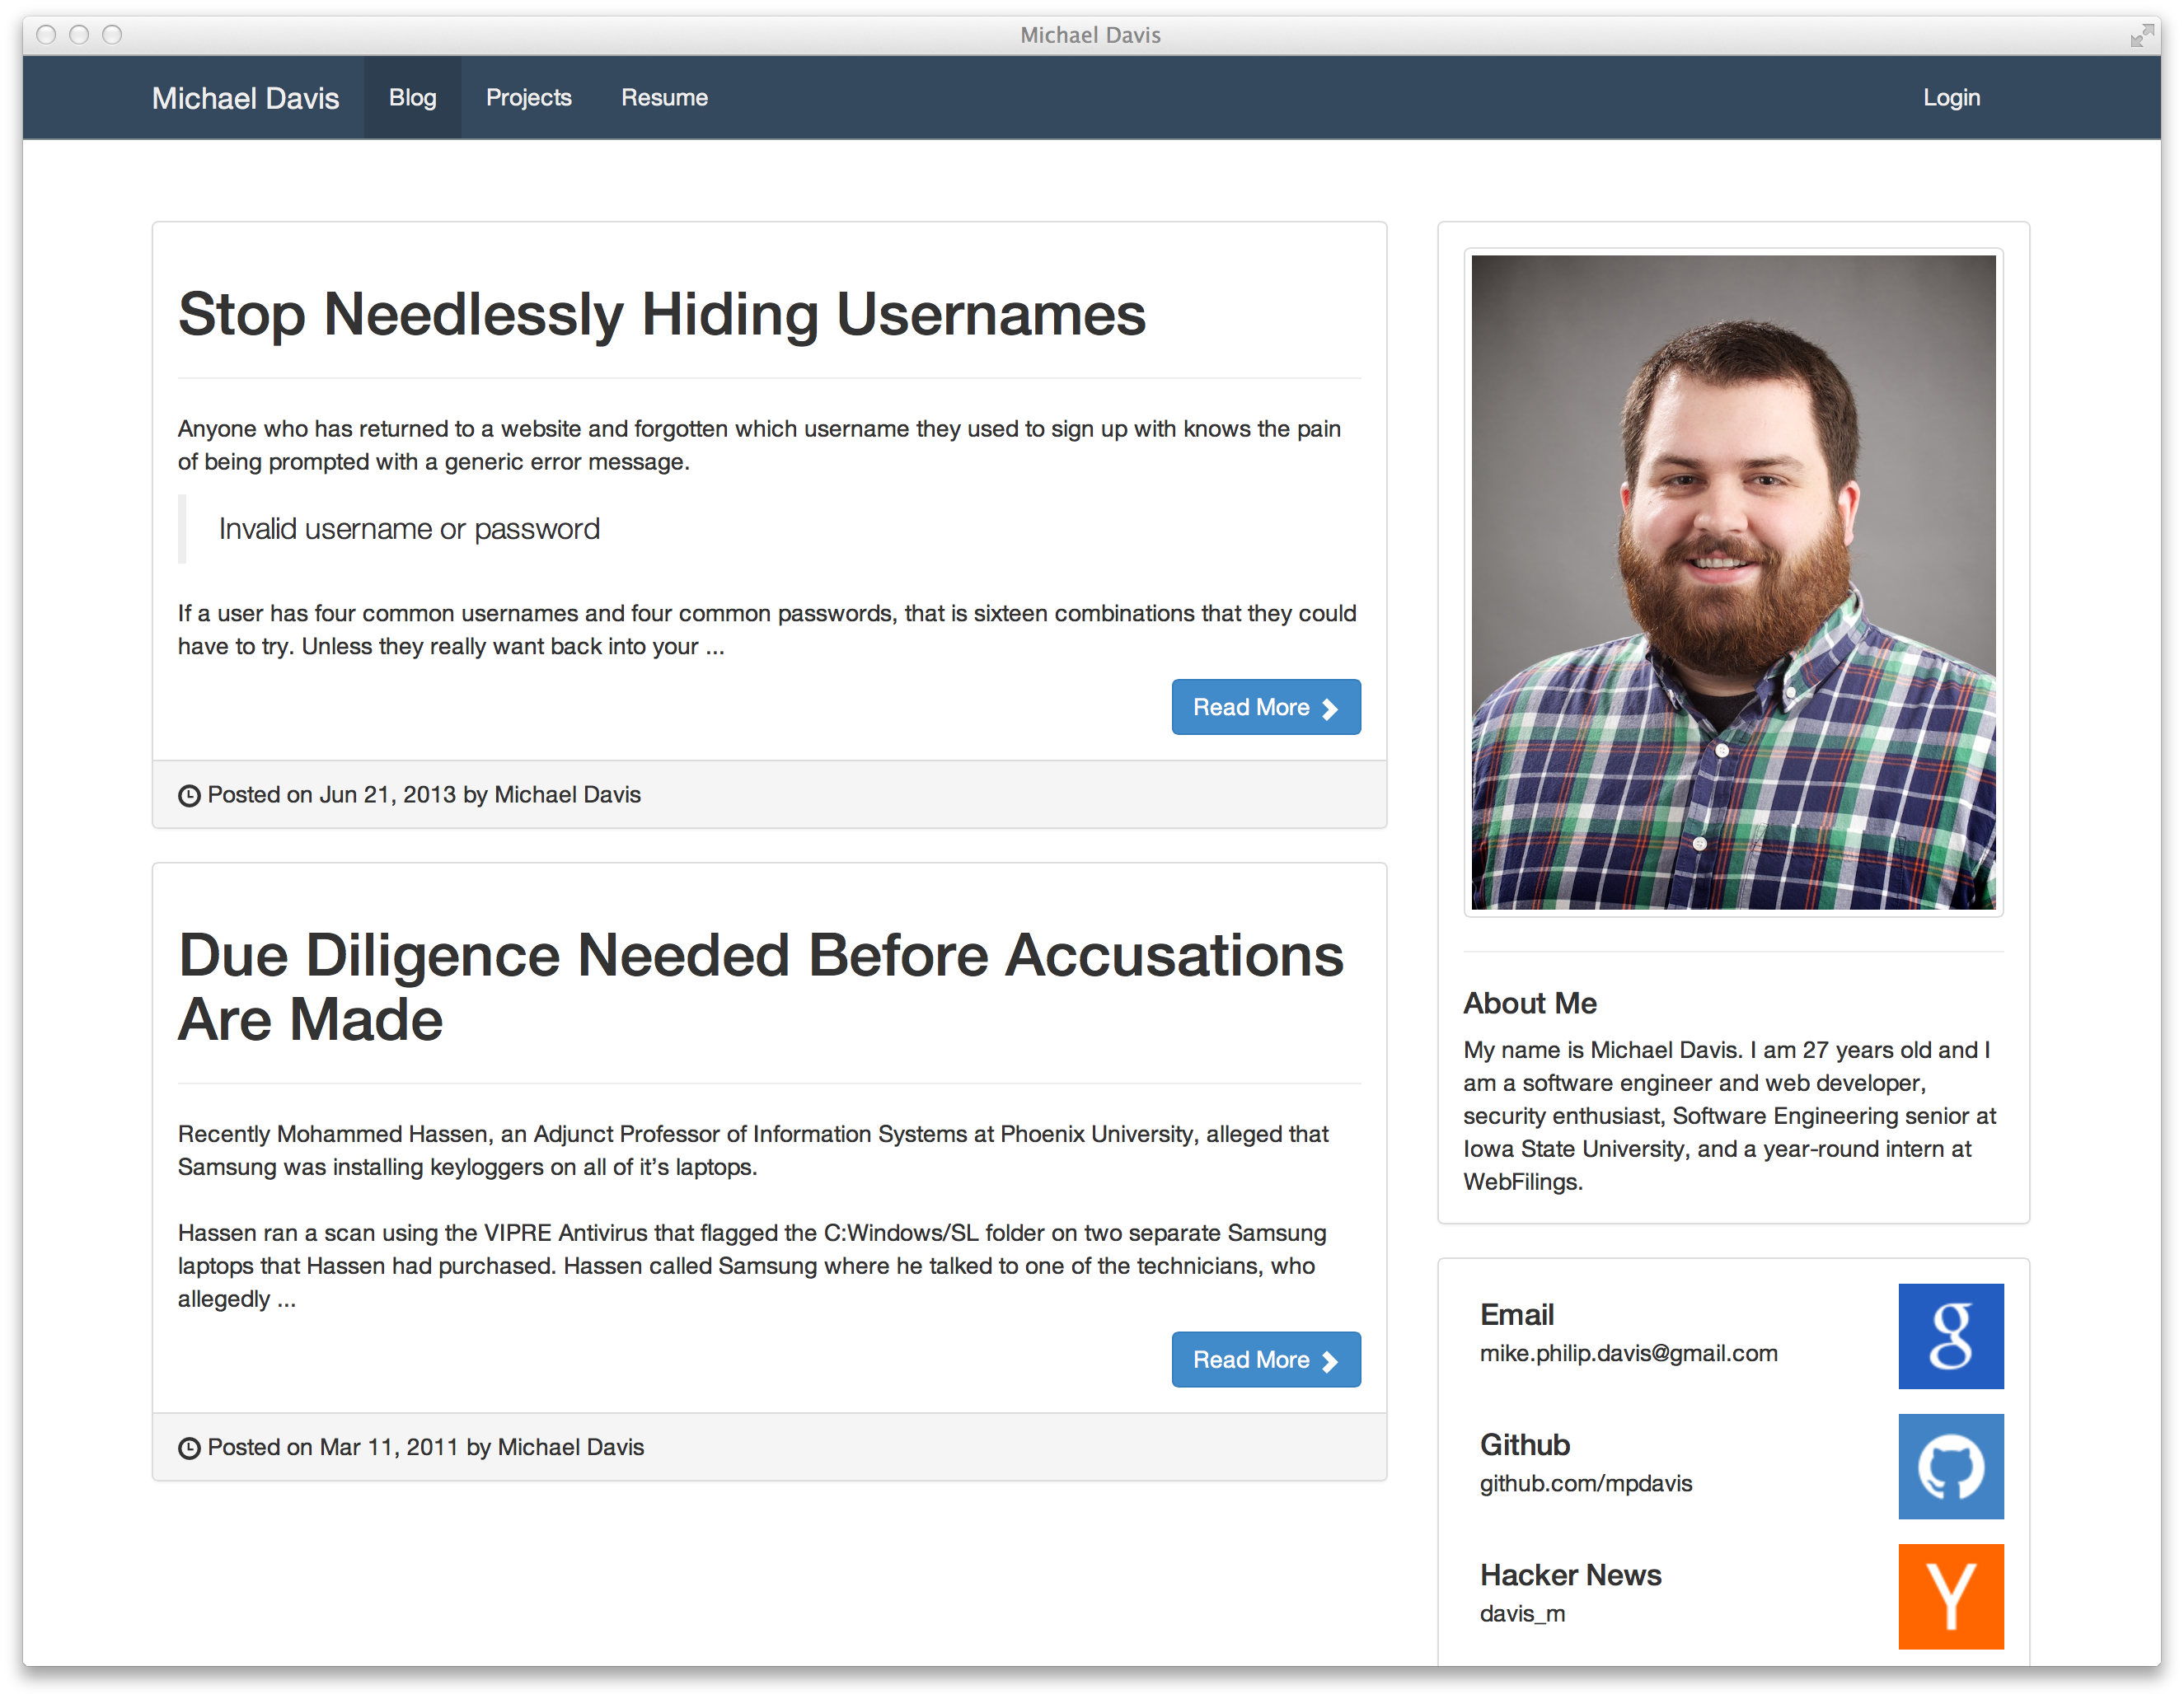 Michael Davis
Michael Davis Blog Projects Resume Login
Stop Needlessly Hiding Usernames
Anyone who has returned to a website and forgotten which username they used to sign up with knows the pain
of being prompted with a generic error message.
Invalid username or password
If a user has four common usernames and four common passwords, that is sixteen combinations that they could
have to try. Unless they really want back into your ...
Read More
Posted on Jun 21, 2013 by Michael Davis
Due Diligence Needed Before Accusations
Are Made
Recently Mohammed Hassen, an Adjunct Professor of Information Systems at Phoenix University, alleged that
Samsung was installing keyloggers on all of it’s laptops.
Hassen ran a scan using the VIPRE Antivirus that flagged the C:Windows/SL folder on two separate Samsung
laptops that Hassen had purchased. Hassen called Samsung where he talked to one of the technicians, who
allegedly ...
Read More
Posted on Mar 11, 2011 by Michael Davis
About Me
My name is Michael Davis. I am 27 years old and I
am a software engineer and web developer,
security enthusiast, Software Engineering senior at
Iowa State University, and a year-round intern at
WebFilings.
Email
mike.philip.davis@gmail.com
g
Github
github.com/mpdavis
Hacker News
davis_m
Y